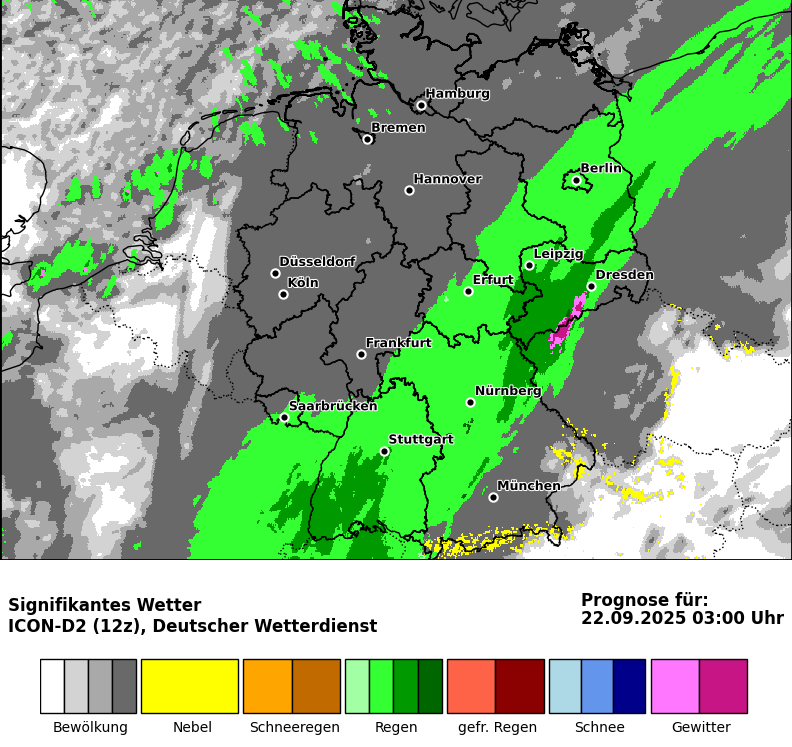 Hamburg
Bremen
Hannover
Berlin
Düsseldorf
Köln
Leipzig
Erfurt
Dresden
Frankfurt
Nürnberg
Saarbrücken
Stuttgart
München
Signifikantes Wetter
ICON-D2 (12z), Deutscher Wetterdienst
Prognose für:
22.09.2025 03:00 Uhr
Bewölkung
Nebel
Schneeregen
Regen
gefr. Regen
Schnee
Gewitter